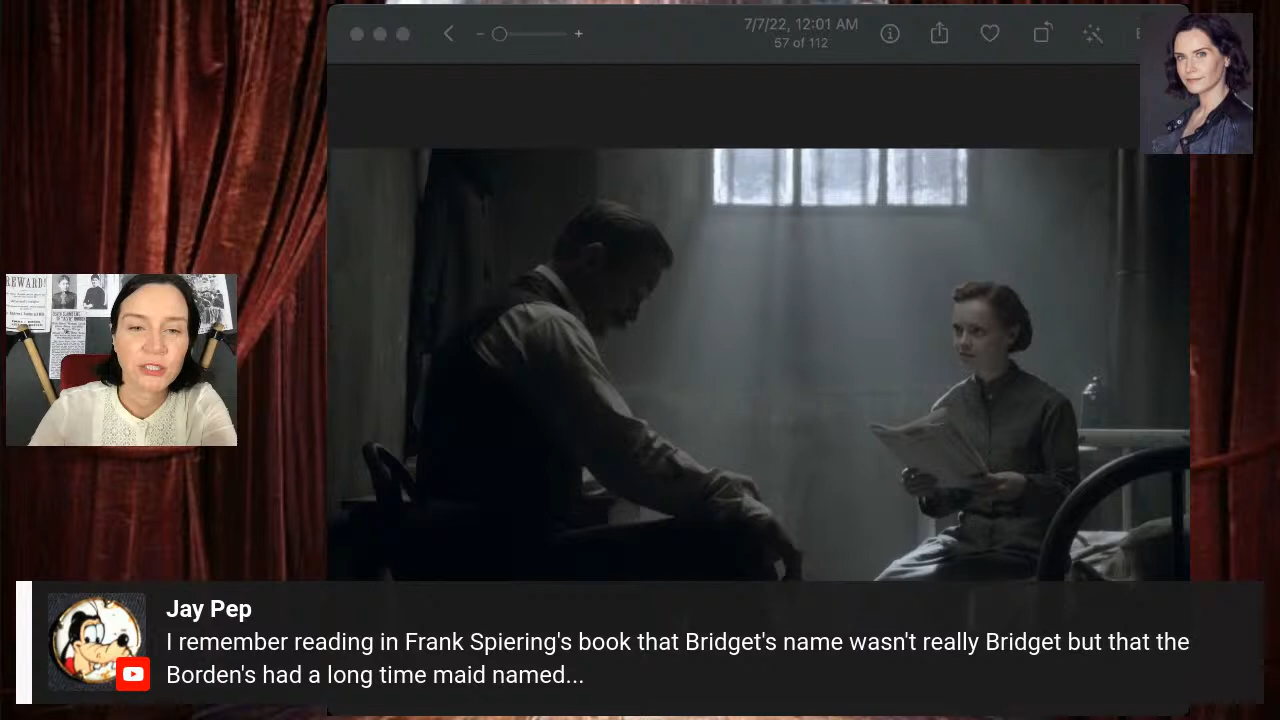 7/7/22, 12:01 AM
57 of 112
REWARD!
Jay Pep
I remember reading in Frank Spiering's book that Bridget's name wasn't really Bridget but that the
Borden's had a long time maid named...